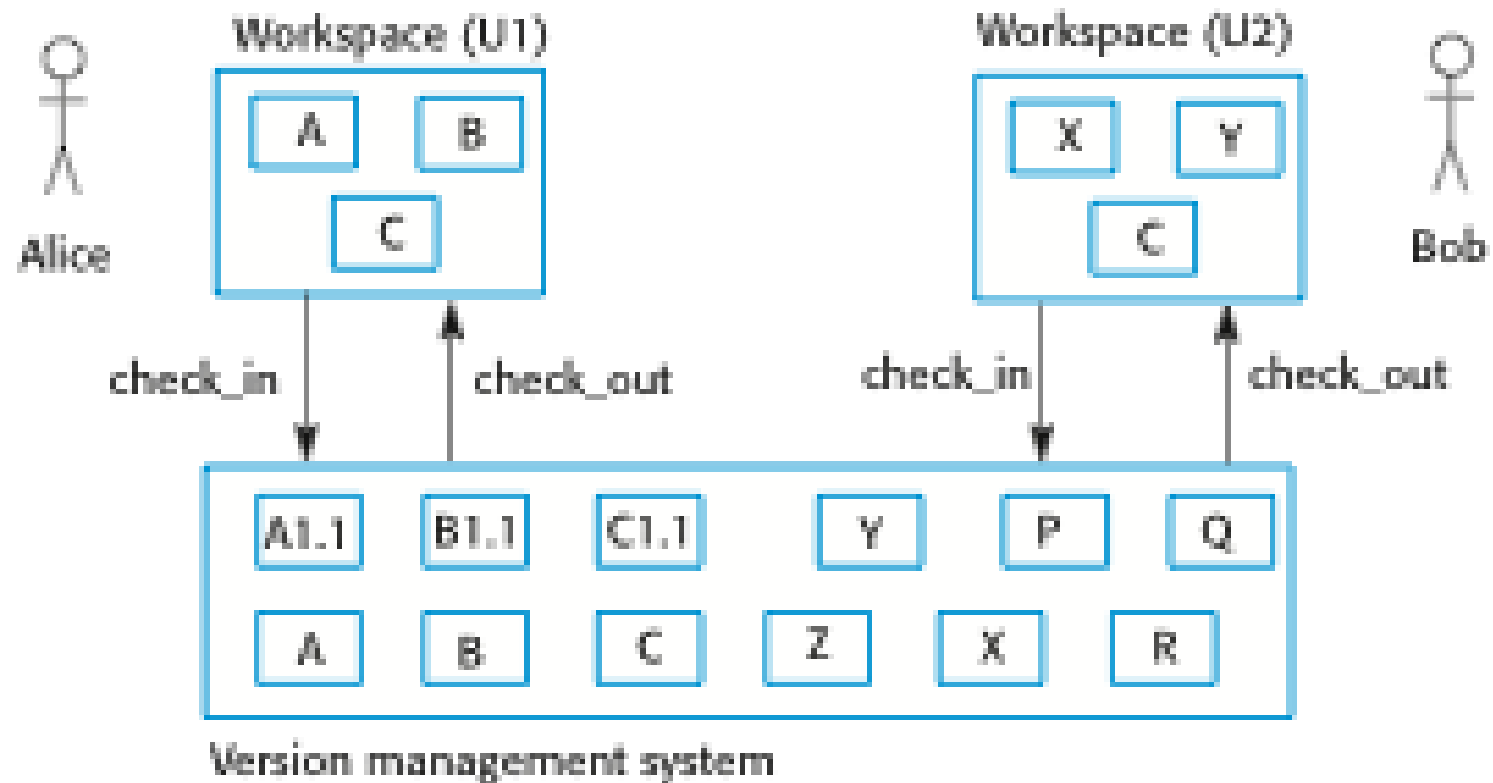 Workspace (U1)
Workspace (U2)
A
B
X
Y
C
C
Alice
Bob
check_in
check_out
check_in
check_out
A1.1
B1.1
C1.1
Y
P
Q
A
B
C
Z
X
R
Version management system